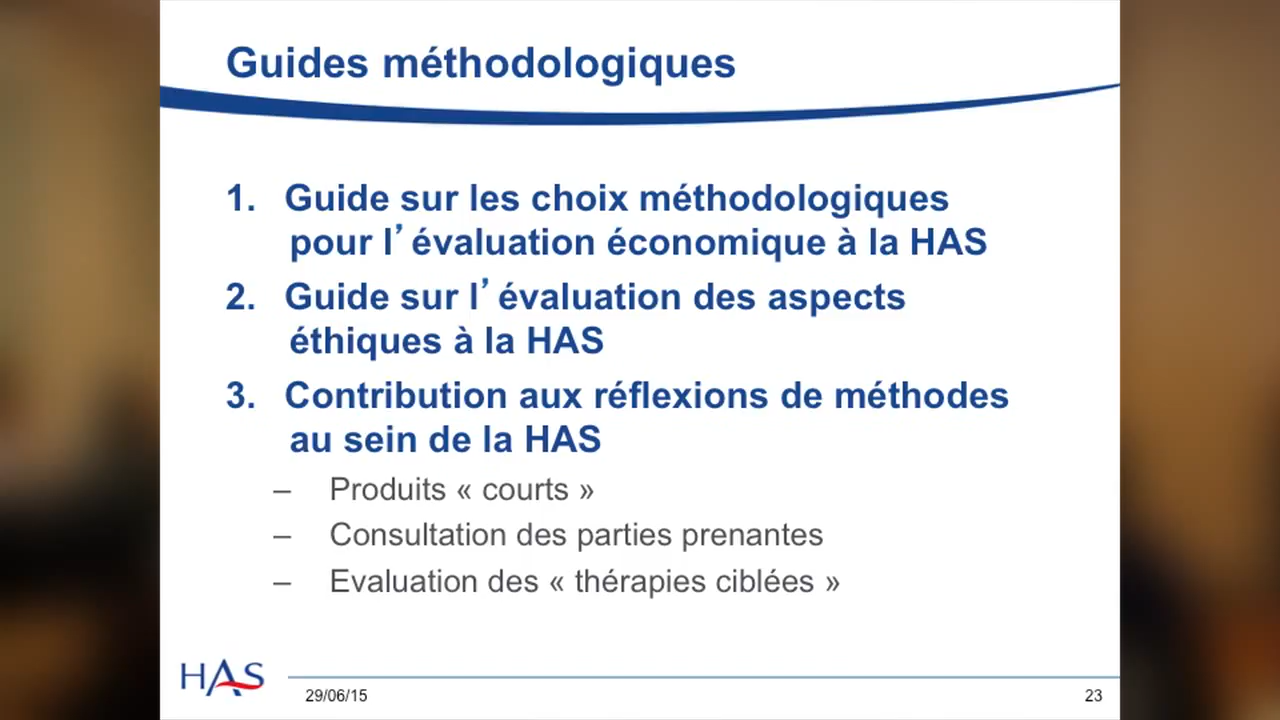 Guides méthodologiques
1. Guide sur les choix méthodologiques
pour l’évaluation économique à la HAS
2. Guide sur l’évaluation des aspects
éthiques à la HAS
3. Contribution aux réflexions de méthodes
au sein de la HAS
– Produits « courts »
– Consultation des parties prenantes
– Evaluation des « thérapies ciblées »
HAS
29/06/15
23